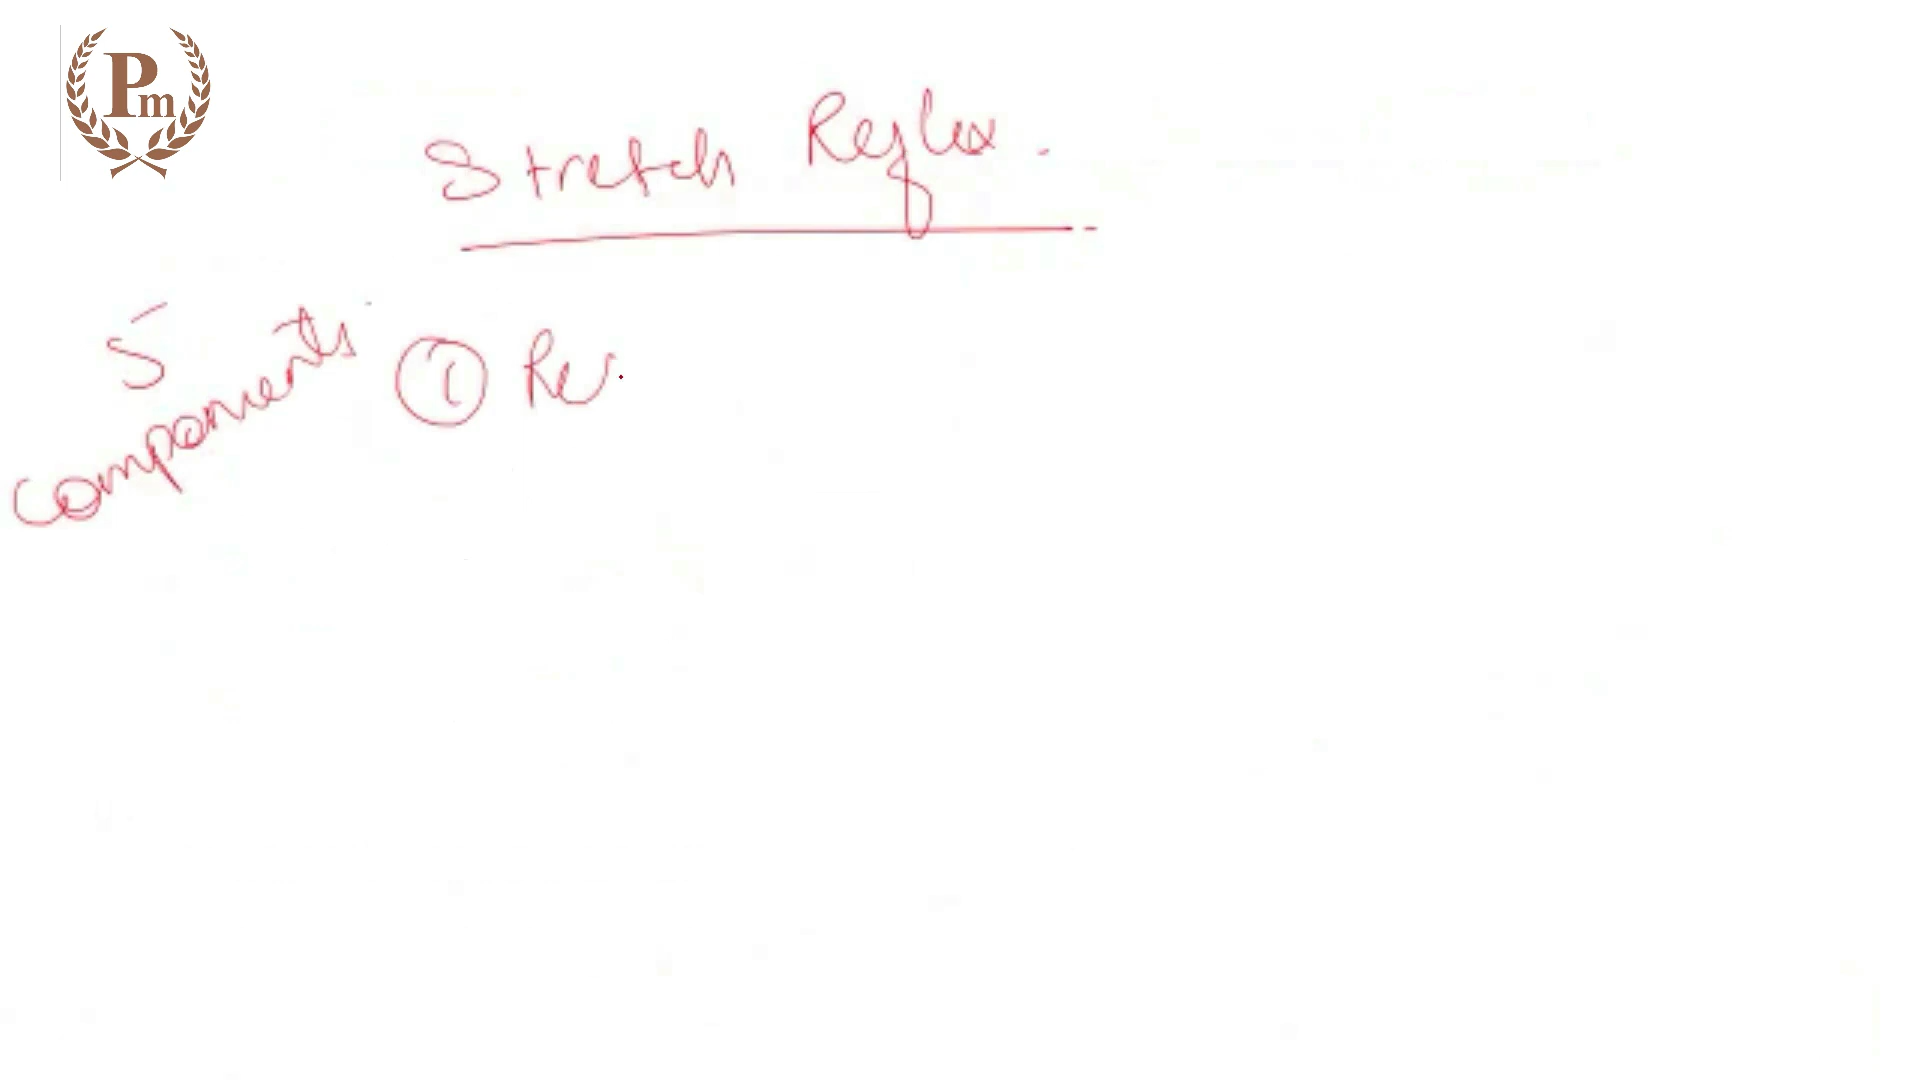 Pm
Stretch Reflex.
5
components
① Re